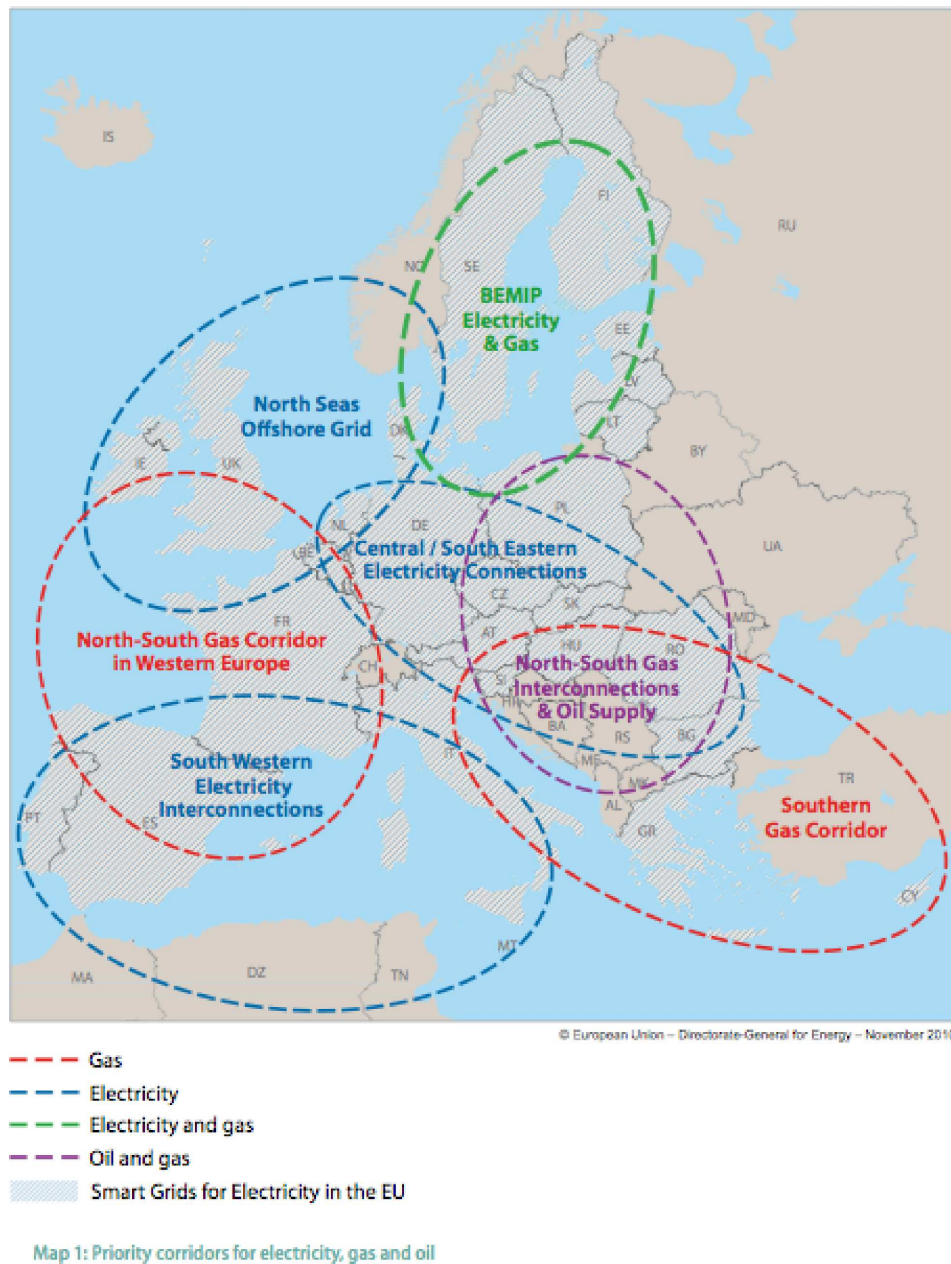 IS
FI
RU
NO
SE
BEMIP
Electricity
& Gas
EE
LV
North Seas
Offshore Grid
DK
LT
BY
IE
UK
PL
NL
DE
BE
Central / South Eastern
Electricity Connections
UA
CZ
SK
FR
AT
MD
North-South Gas Corridor
in Western Europe
CH
HU
RO
North-South Gas
Interconnections
& Oil Supply
SI
HR
BA
RS
BG
IT
ME
MK
AL
South Western
Electricity
Interconnections
TR
Southern
Gas Corridor
PT
ES
GR
CY
MT
MA
DZ
TN
© European Union – Directorate-General for Energy – November 2010
Gas
Electricity
Electricity and gas
Oil and gas
Smart Grids for Electricity in the EU
Map 1: Priority corridors for electricity, gas and oil